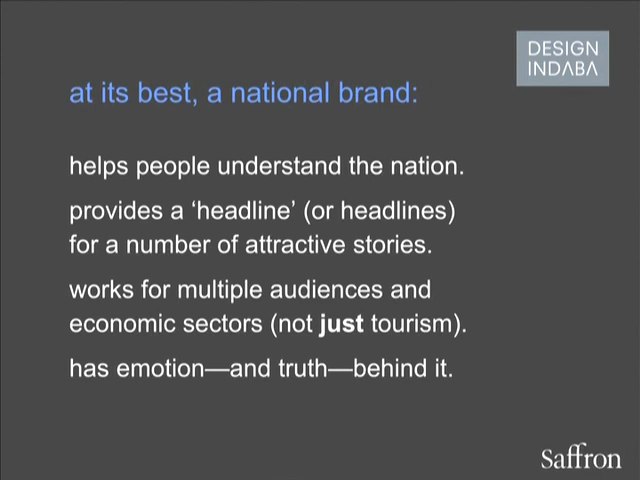 DESIGN
INDABA
at its best, a national brand:
helps people understand the nation.
provides a ‘headline’ (or headlines)
for a number of attractive stories.
works for multiple audiences and
economic sectors (not just tourism).
has emotion—and truth—behind it.
Saffron